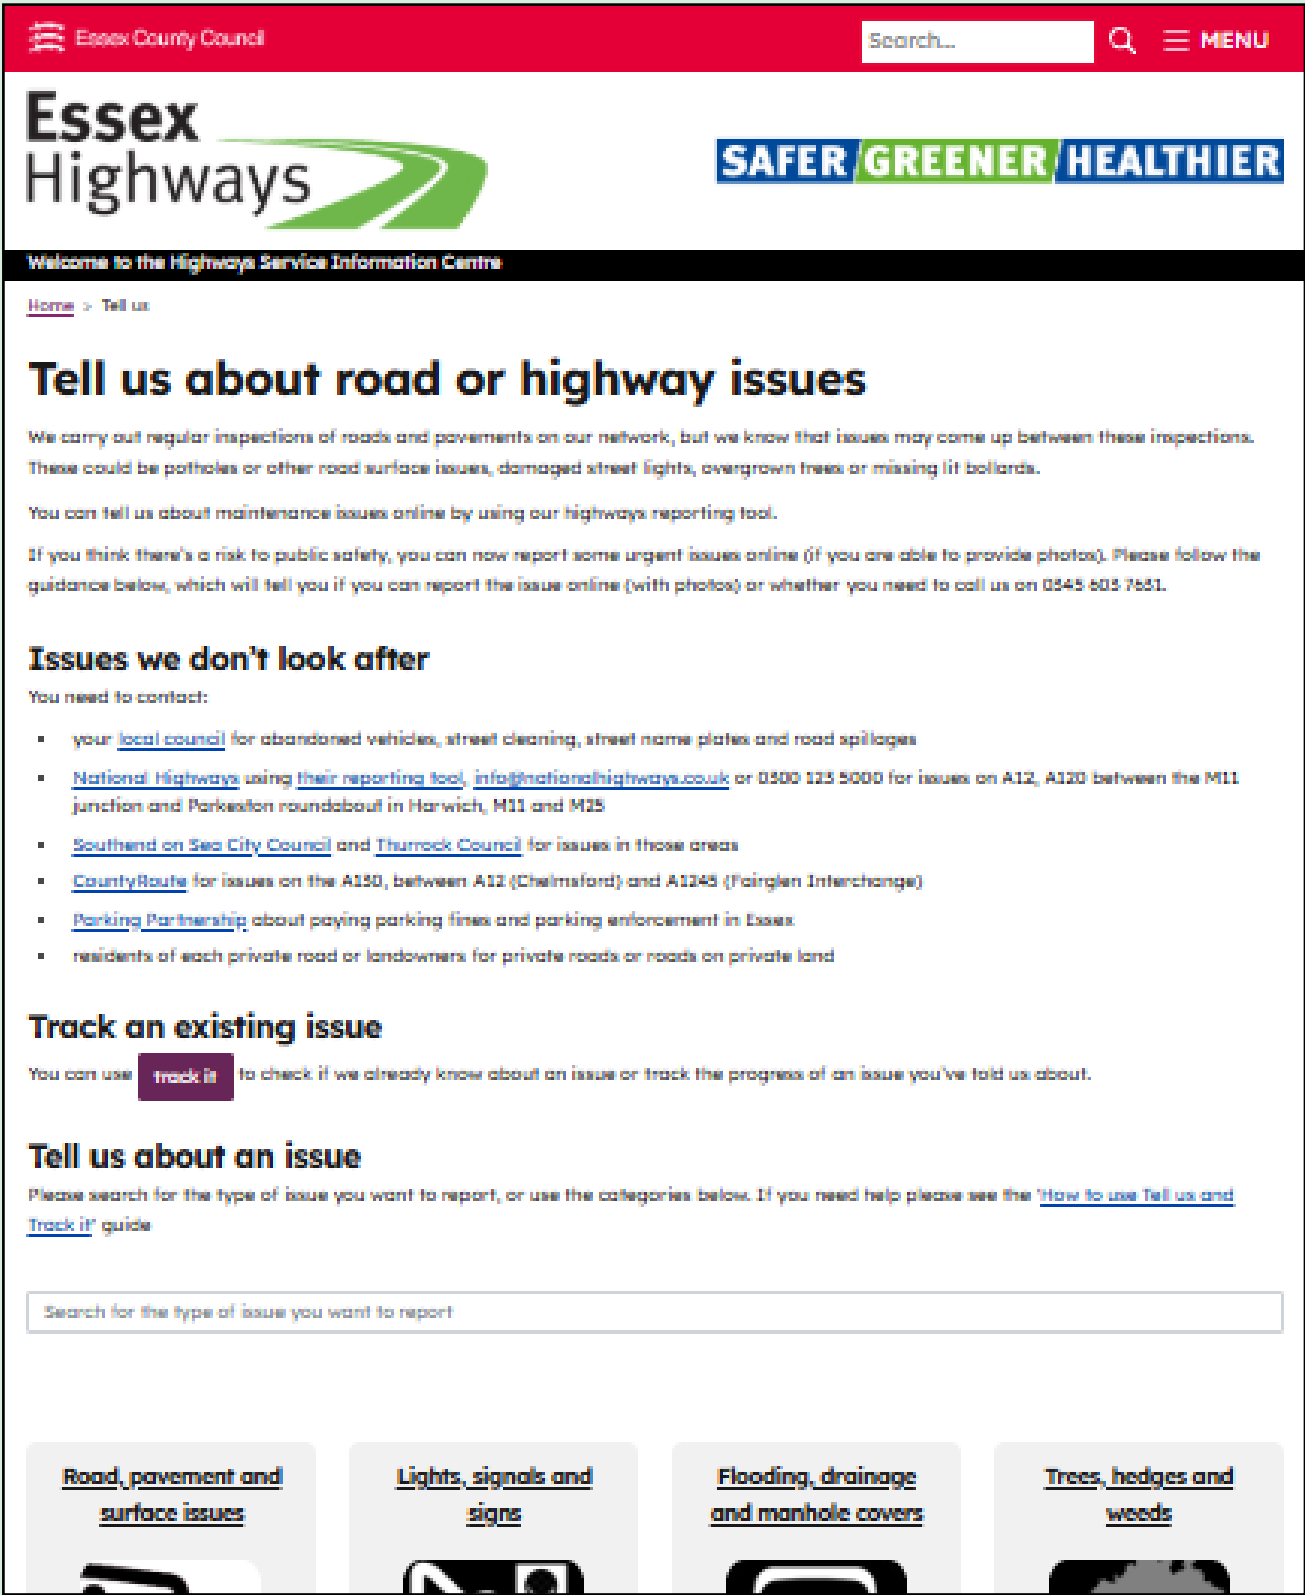 Essex County Council
Search...
MENU
Essex
Highways
SAFER GREENER HEALTHIER
Welcome to the Highways Service Information Centre
Home > Tell us
Tell us about road or highway issues
We carry out regular inspections of roads and pavements on our network, but we know that issues may come up between these inspections.
These could be potholes or other road surface issues, damaged street lights, overgrown trees or missing lit bollards.
You can tell us about maintenance issues online by using our highways reporting tool.
If you think there's a risk to public safety, you can now report some urgent issues online (if you are able to provide photos). Please follow the
guidance below, which will tell you if you can report the issue online (with photos) or whether you need to call us on 0345 603 7631.
Issues we don't look after
You need to contact:
▪ your local council for abandoned vehicles, street cleaning, street name plates and road spillages
▪ National Highways using their reporting tool, info@nationalhighways.co.uk or 0300 123 5000 for issues on A12, A120 between the M11
junction and Parkeston roundabout in Harwich, M11 and M25
▪ Southend on Sea City Council and Thurrock Council for issues in those areas
▪ CountyRoute for issues on the A130, between A12 (Chelmsford) and A1245 (Fairglen Interchange)
▪ Parking Partnership about paying parking fines and parking enforcement in Essex
▪ residents of each private road or landowners for private roads or roads on private land
Track an existing issue
You can use track it to check if we already know about an issue or track the progress of an issue you've told us about.
Tell us about an issue
Please search for the type of issue you want to report, or use the categories below. If you need help please see the 'How to use Tell us and
Track it' guide
Search for the type of issue you want to report
Road, pavement and
surface issues
Lights, signals and
signs
Flooding, drainage
and manhole covers
Trees, hedges and
weeds